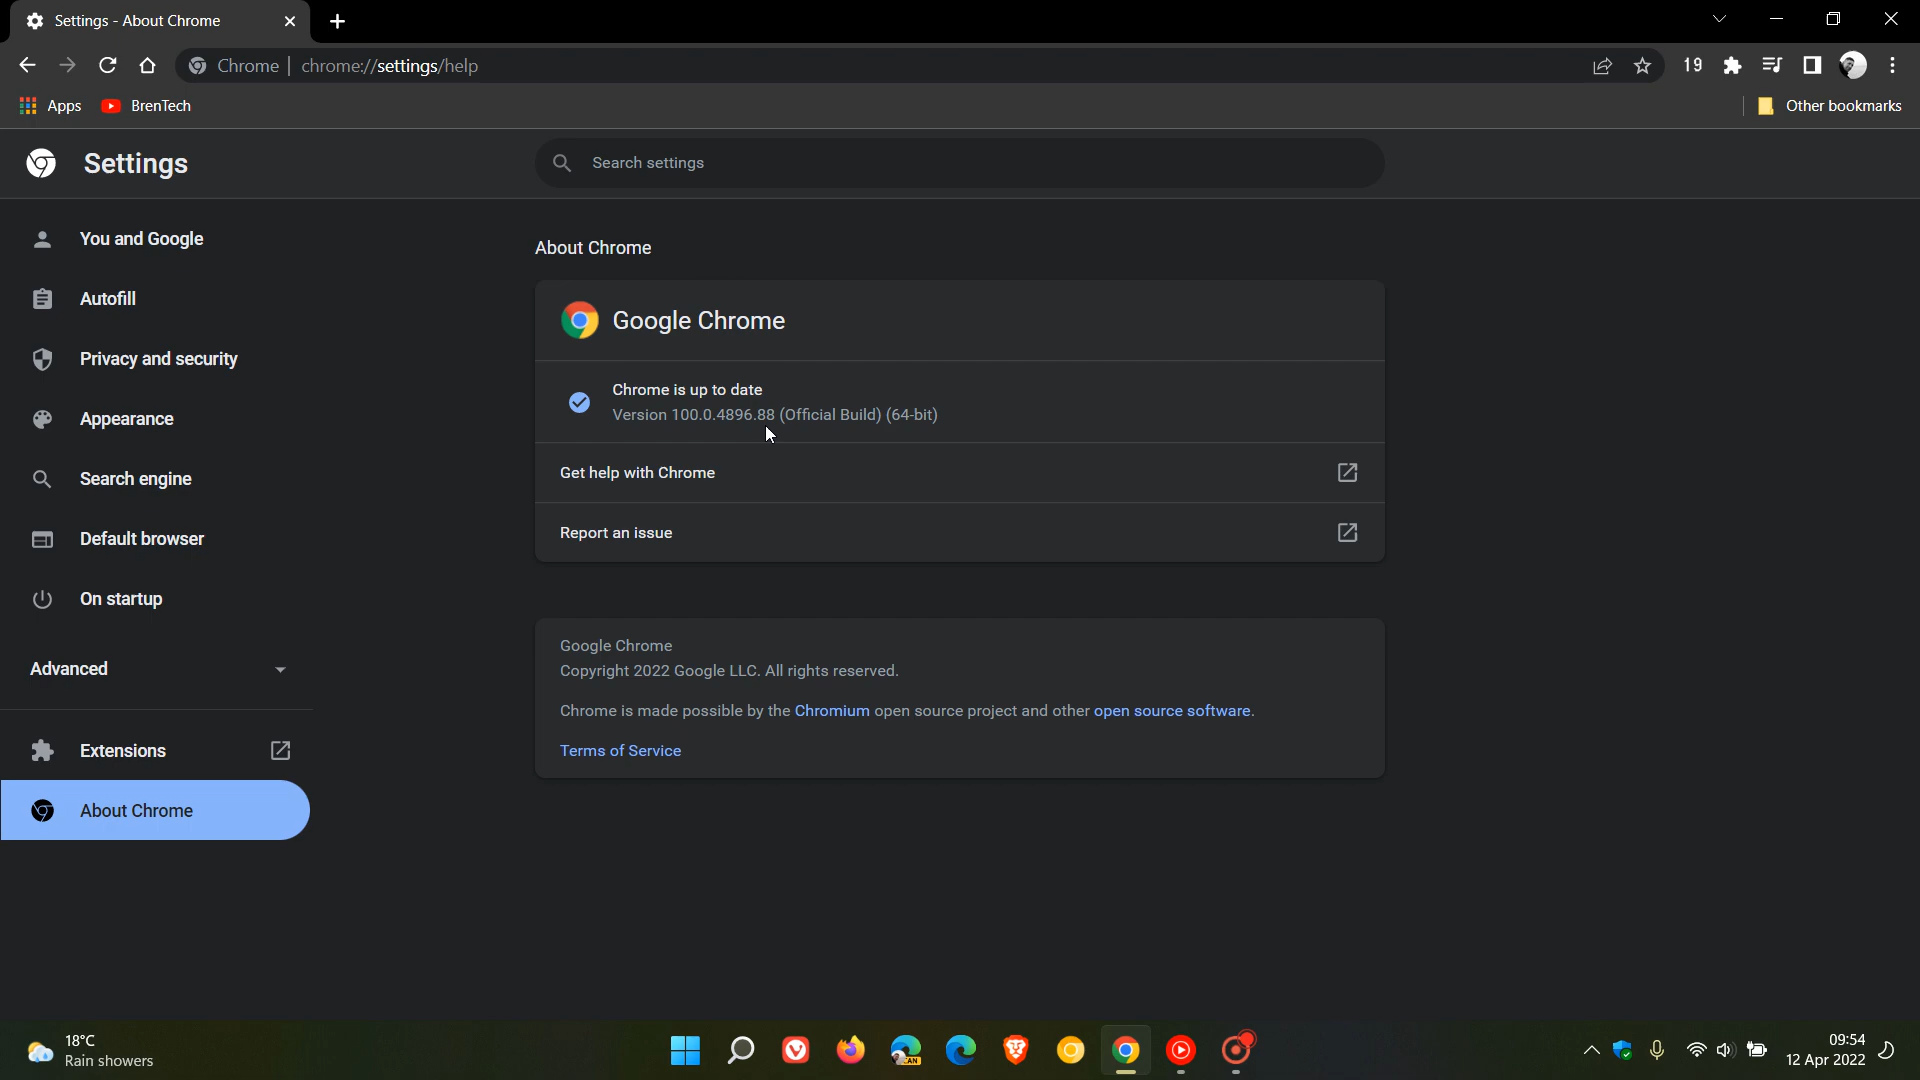 Settings - About Chrome
Chrome | chrome://settings/help
19
Apps
BrenTech
Other bookmarks
Settings
Search settings
You and Google
Autofill
Privacy and security
Appearance
Search engine
Default browser
On startup
Advanced
Extensions
About Chrome
About Chrome
Google Chrome
Chrome is up to date
Version 100.0.4896.88 (Official Build) (64-bit)
Get help with Chrome
Report an issue
Google Chrome
Copyright 2022 Google LLC. All rights reserved.
Chrome is made possible by the Chromium open source project and other open source software.
Terms of Service
18°C
Rain showers
CAN
09:54
12 Apr 2022